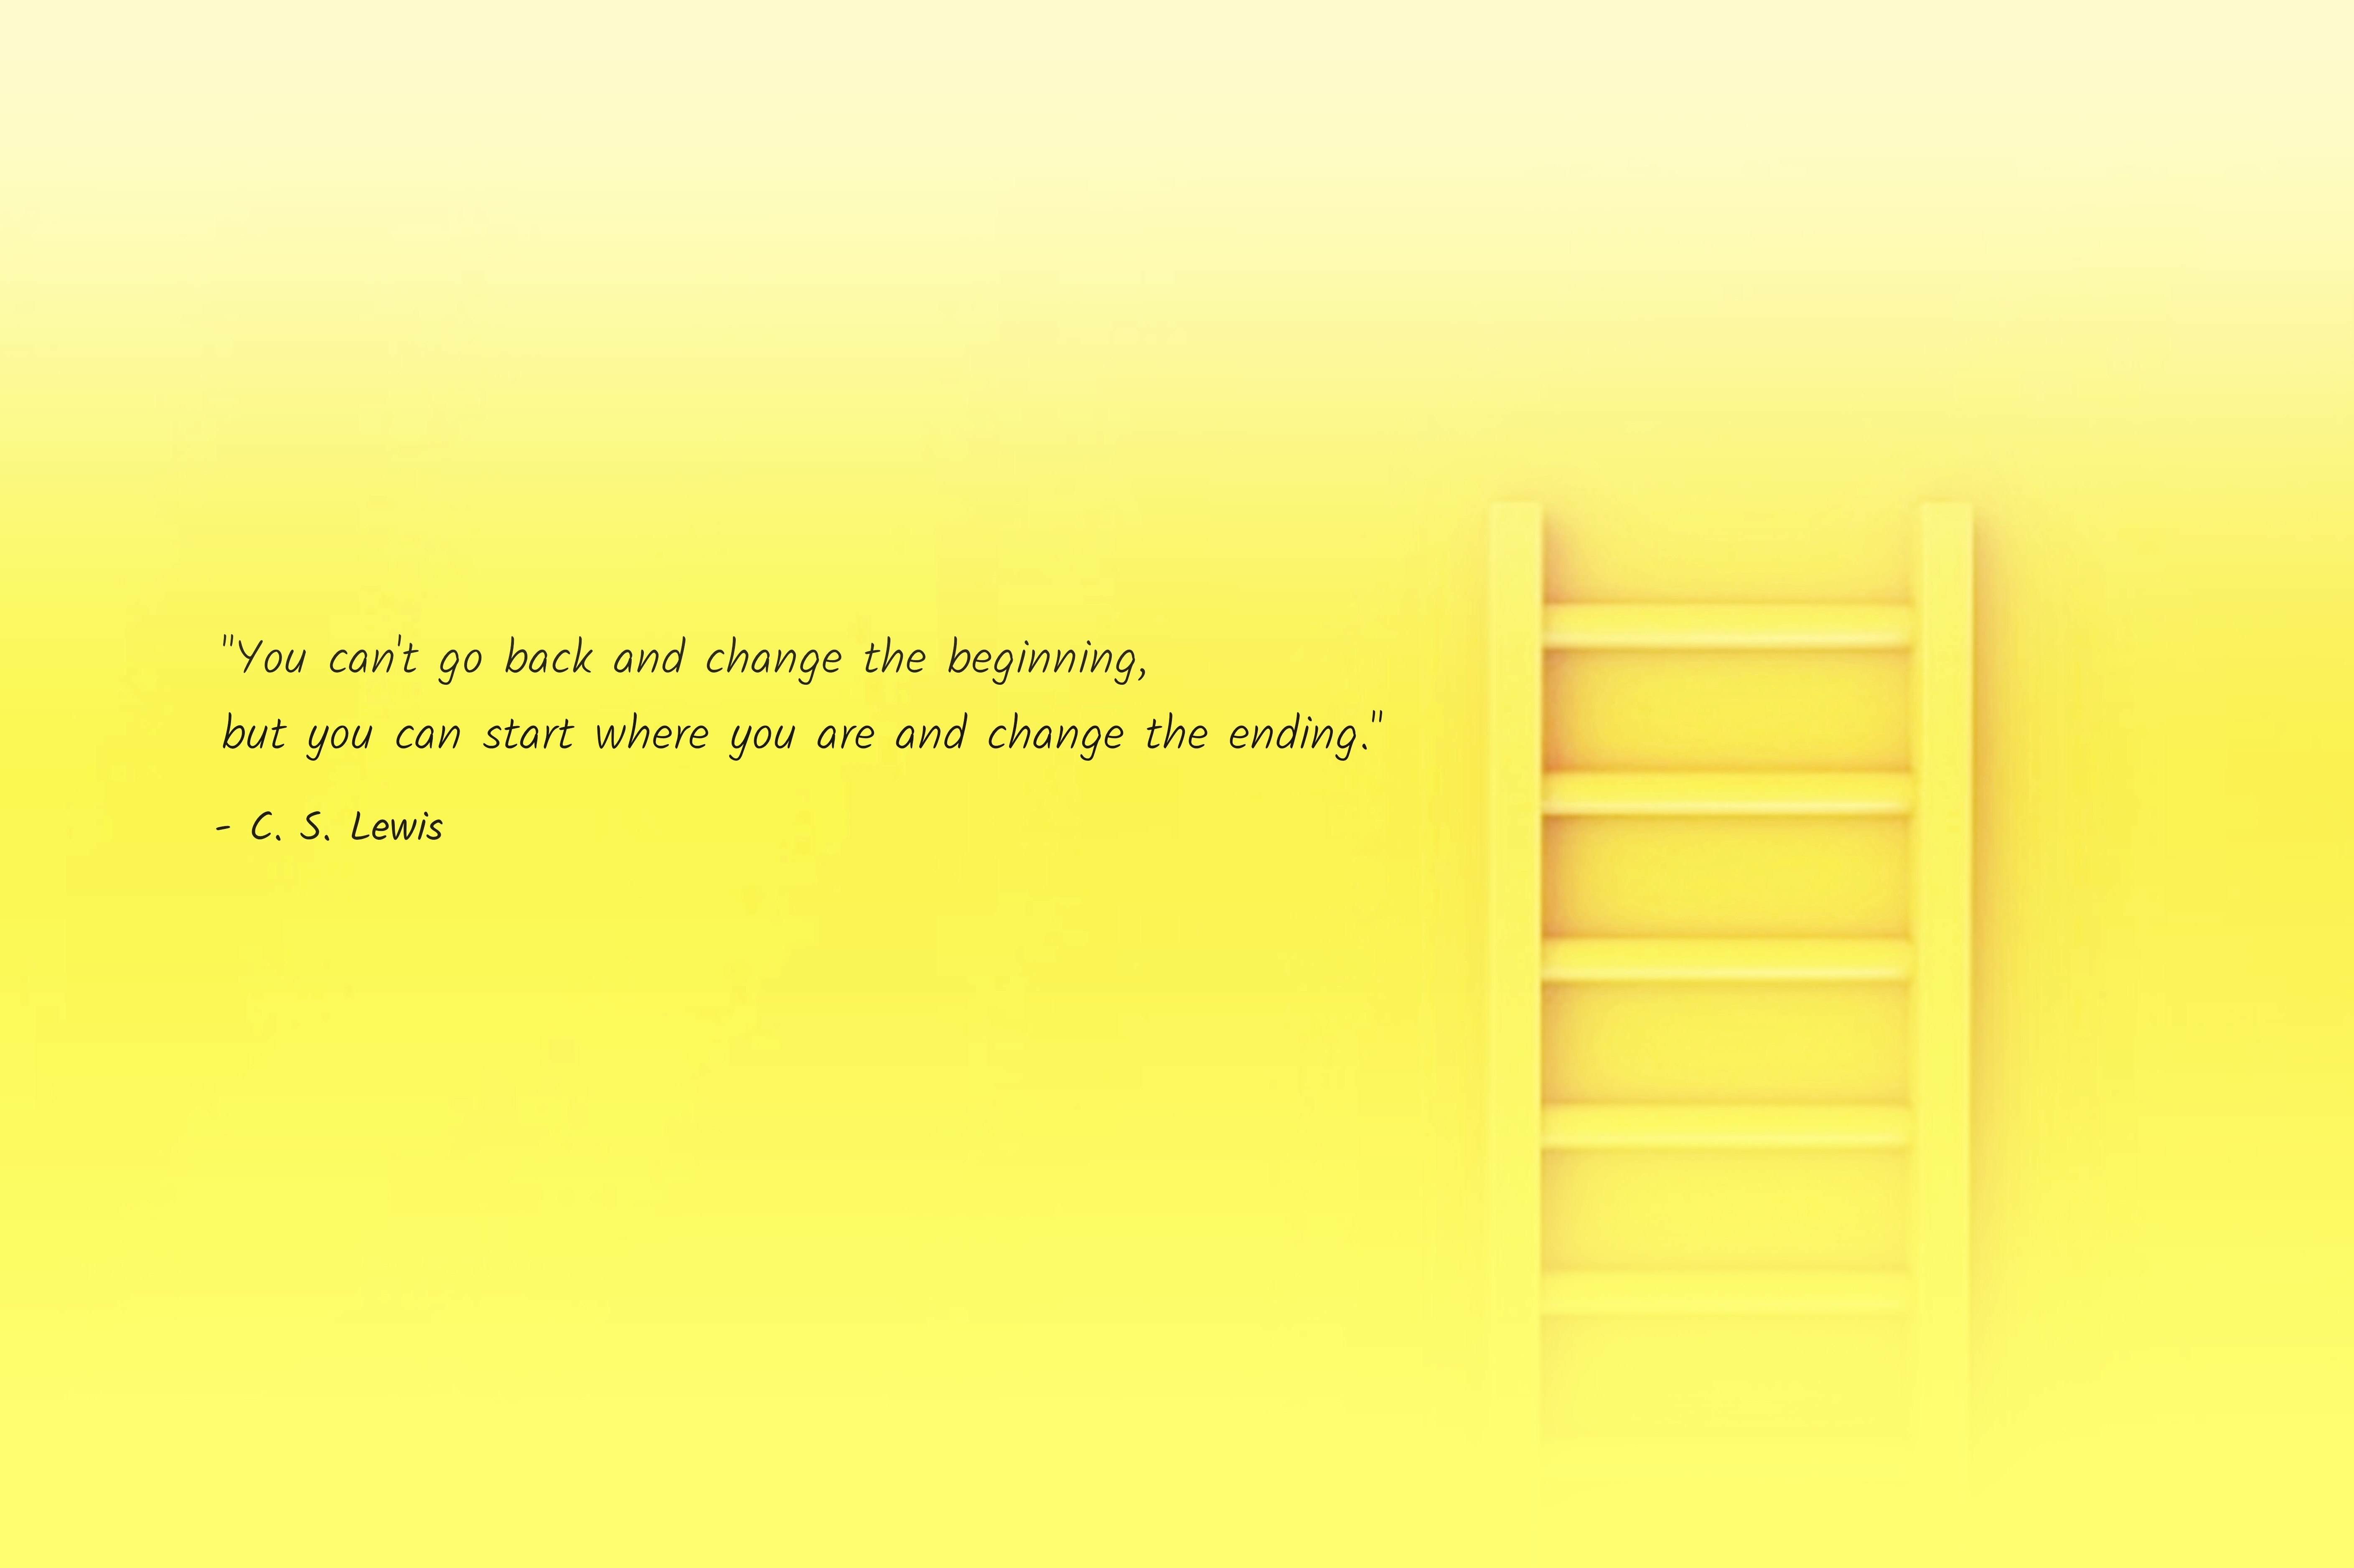 "You can't go back and change the beginning,
but you can start where you are and change the ending."
- C. S. Lewis